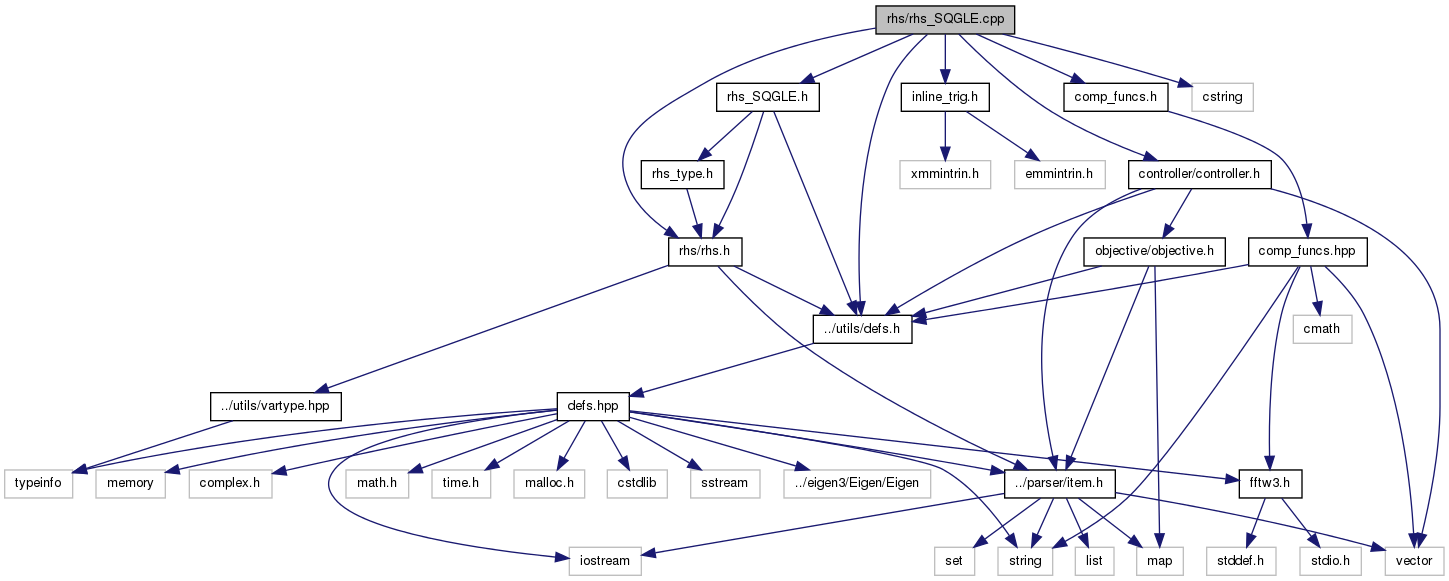 rhs/rhs_SQGLE.cpp
rhs_SQGLE.h
inline_trig.h
comp_funcs.h
cstring
rhs_type.h
xmmintrin.h
emmintrin.h
controller/controller.h
rhs/rhs.h
objective/objective.h
comp_funcs.hpp
../utils/defs.h
cmath
../utils/vartype.hpp
defs.hpp
typeinfo
memory
complex.h
math.h
time.h
malloc.h
cstdlib
sstream
../eigen3/Eigen/Eigen
../parser/item.h
fftw3.h
iostream
set
string
list
map
stddef.h
stdio.h
vector